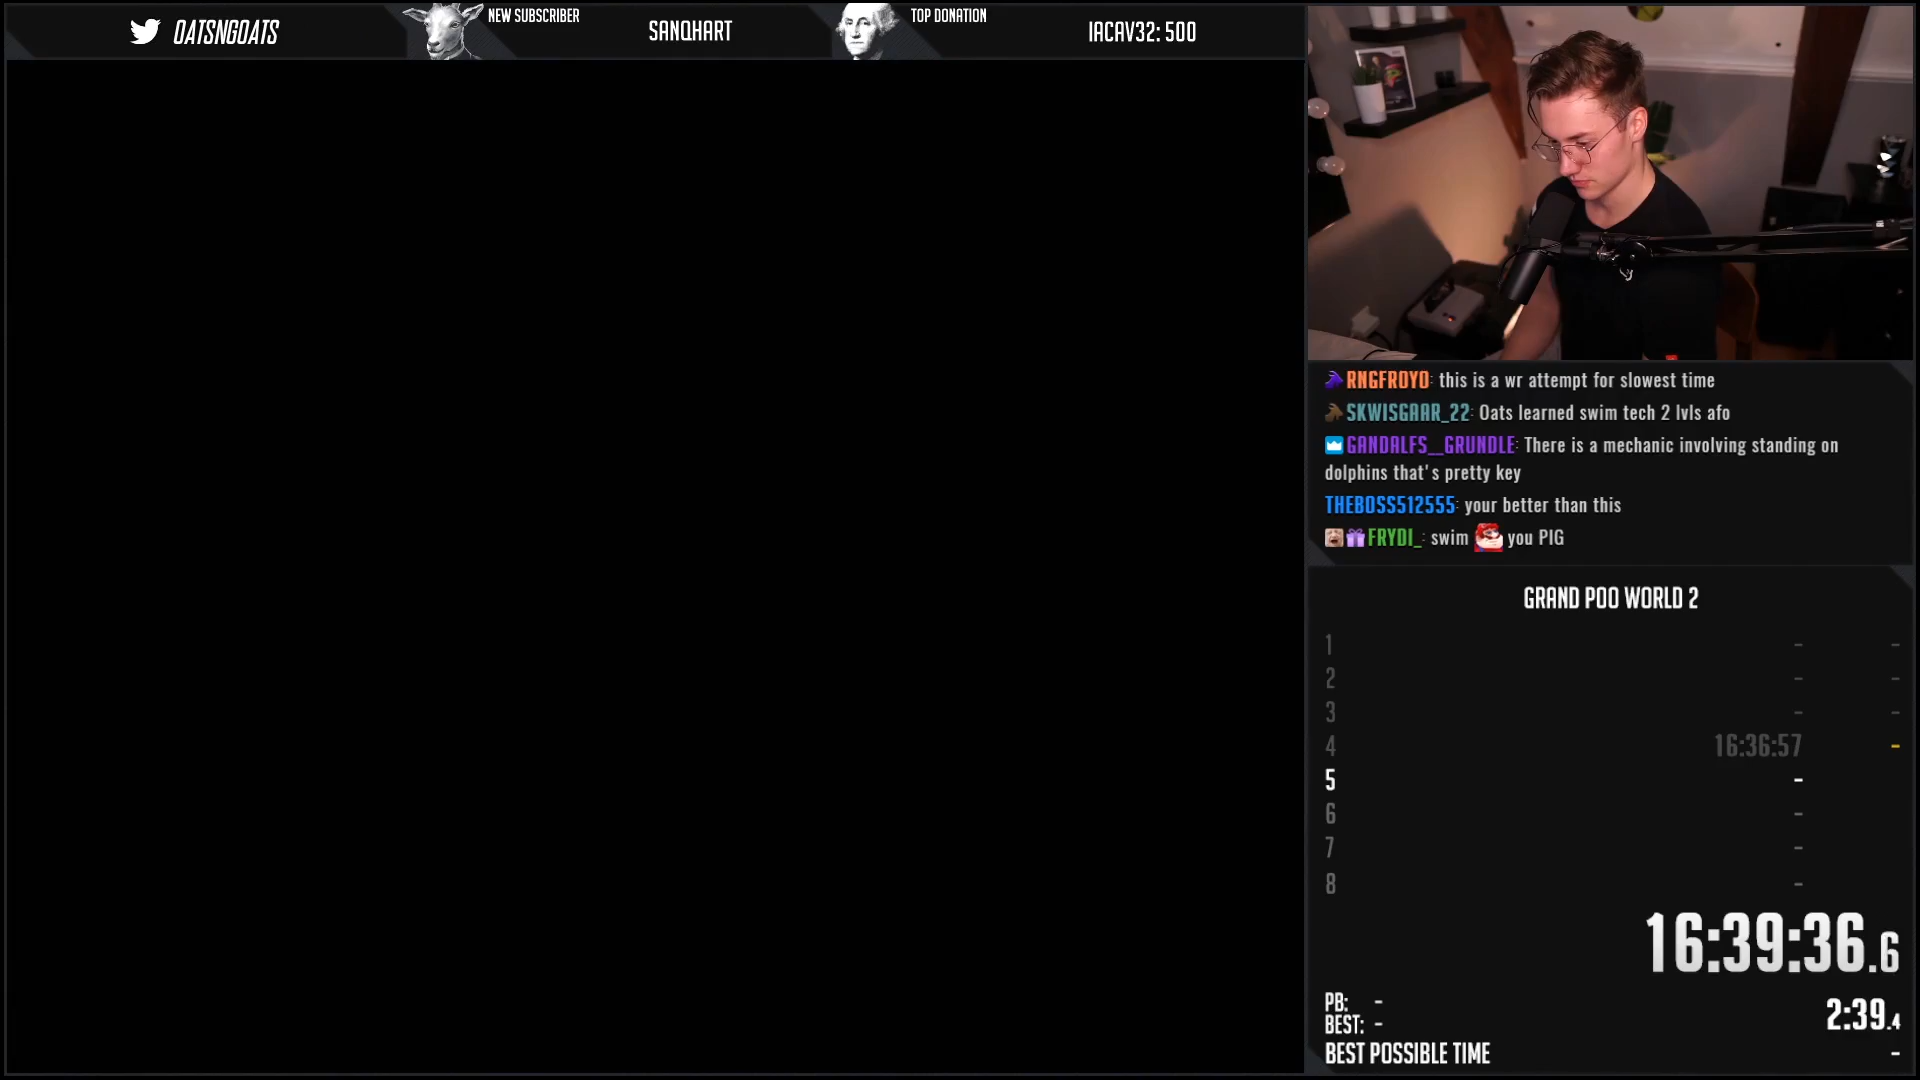 OATSNGOATS
NEW SUBSCRIBER
SANQHART
TOP DONATION
IACAV32: 500
RNGFROYO: this is a wr attempt for slowest time
SKWISGAAR_22: Oats learned swim tech 2 lvls afo
GANDALFS__GRUNDLE: There is a mechanic involving standing on
dolphins that's pretty key
THEBOSS512555: your better than this
FRYDI_: swim you PIG
GRAND POO WORLD 2
1 - -
2 - -
3 - -
4 16:36:57 -
5 -
6 -
7 -
8 -
16:39:36.6
PB: -
2:39.4
BEST: -
BEST POSSIBLE TIME -